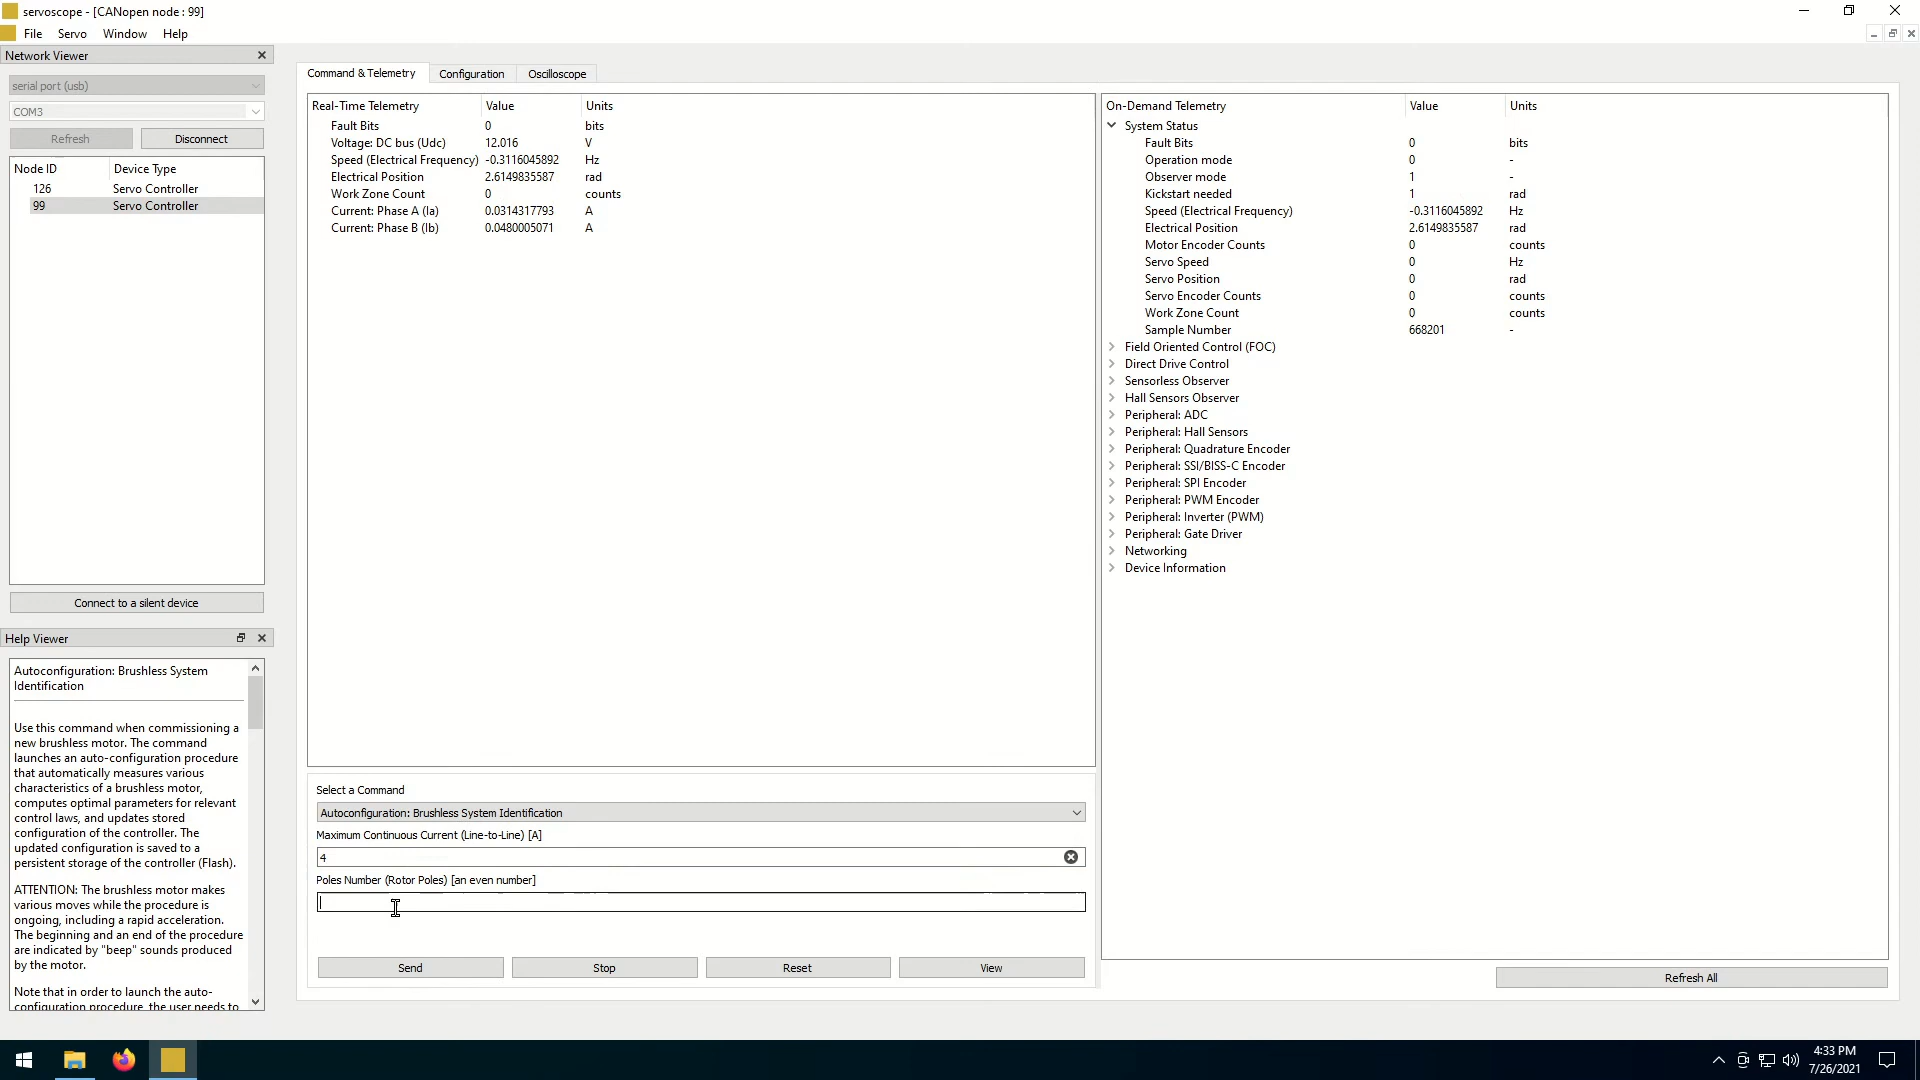 servoscope - [CANopen node : 99]
File Servo Window Help
Network Viewer
serial port (usb)
COM3
Refresh Disconnect
Node ID Device Type
126 Servo Controller
99 Servo Controller
Connect to a silent device
Help Viewer
Autoconfiguration: Brushless System
Identification
Use this command when commissioning a
new brushless motor. The command
launches an auto-configuration procedure
that automatically measures various
characteristics of a brushless motor,
computes optimal parameters for relevant
control laws, and updates stored
configuration of the controller. The
updated configuration is saved to a
persistent storage of the controller (Flash).
ATTENTION: The brushless motor makes
various moves while the procedure is
ongoing, including a rapid acceleration.
The beginning and an end of the procedure
are indicated by "beep" sounds produced
by the motor.
Note that in order to launch the auto-
configuration procedure, the user needs to
Command & Telemetry Configuration Oscilloscope
Real-Time Telemetry Value Units
Fault Bits 0 bits
Voltage: DC bus (Udc) 12.016 V
Speed (Electrical Frequency) -0.3116045892 Hz
Electrical Position 2.6149835587 rad
Work Zone Count 0 counts
Current: Phase A (Ia) 0.0314317793 A
Current: Phase B (Ib) 0.0480005071 A
Select a Command
Autoconfiguration: Brushless System Identification
Maximum Continuous Current (Line-to-Line) [A]
4
Poles Number (Rotor Poles) [an even number]
Send Stop Reset View
On-Demand Telemetry Value Units
System Status
Fault Bits 0 bits
Operation mode 0 -
Observer mode 1 -
Kickstart needed 1 rad
Speed (Electrical Frequency) -0.3116045892 Hz
Electrical Position 2.6149835587 rad
Motor Encoder Counts 0 counts
Servo Speed 0 Hz
Servo Position 0 rad
Servo Encoder Counts 0 counts
Work Zone Count 0 counts
Sample Number 668201 -
Field Oriented Control (FOC)
Direct Drive Control
Sensorless Observer
Hall Sensors Observer
Peripheral: ADC
Peripheral: Hall Sensors
Peripheral: Quadrature Encoder
Peripheral: SSI/BISS-C Encoder
Peripheral: SPI Encoder
Peripheral: PWM Encoder
Peripheral: Inverter (PWM)
Peripheral: Gate Driver
Networking
Device Information
Refresh All
4:33 PM
7/26/2021